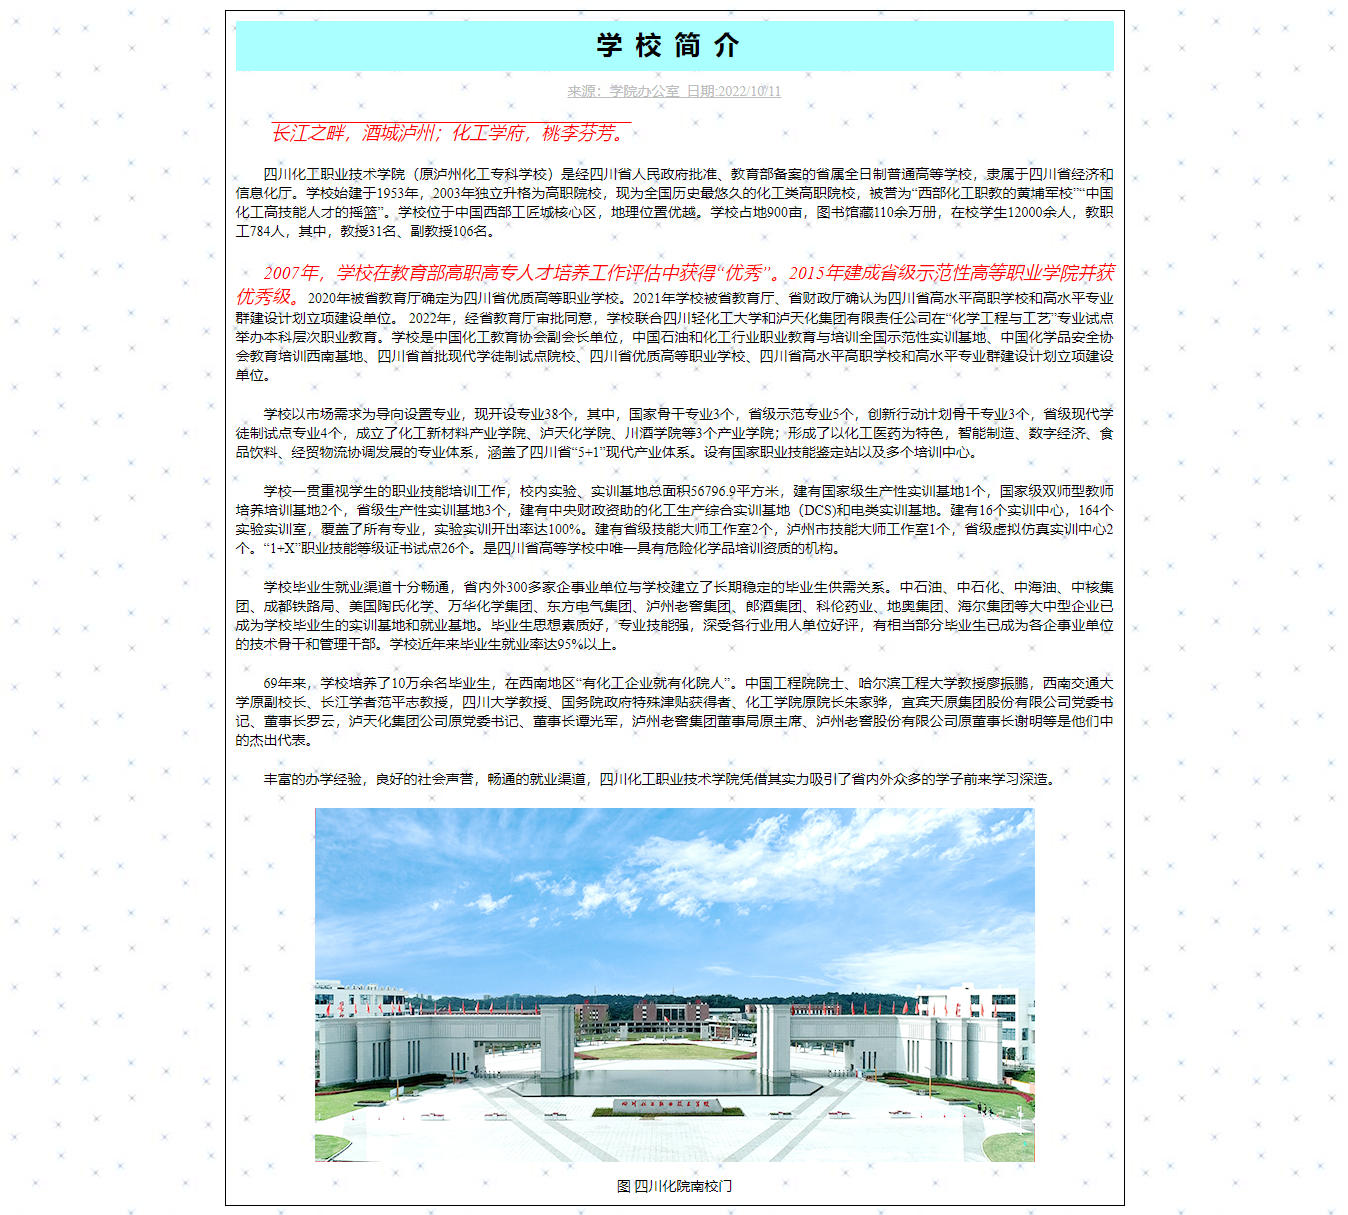 学 校 简 介
来源：学院办公室 日期:2022/10/11
长江之畔，酒城泸州；化工学府，桃李芬芳。
四川化工职业技术学院（原泸州化工专科学校）是经四川省人民政府批准、教育部备案的省属全日制普通高等学校，隶属于四川省经济和
信息化厅。学校始建于1953年，2003年独立升格为高职院校，现为全国历史最悠久的化工类高职院校，被誉为“西部化工职教的黄埔军校”“中国
化工高技能人才的摇篮”。学校位于中国西部工匠城核心区，地理位置优越。学校占地900亩，图书馆藏110余万册，在校学生12000余人，教职
工784人，其中，教授31名、副教授106名。
2007年，学校在教育部高职高专人才培养工作评估中获得“优秀”。2015年建成省级示范性高等职业学院并获
优秀级。2020年被省教育厅确定为四川省优质高等职业学校。2021年学校被省教育厅、省财政厅确认为四川省高水平高职学校和高水平专业
群建设计划立项建设单位。 2022年，经省教育厅审批同意，学校联合四川轻化工大学和泸天化集团有限责任公司在“化学工程与工艺”专业试点
举办本科层次职业教育。学校是中国化工教育协会副会长单位，中国石油和化工行业职业教育与培训全国示范性实训基地、中国化学品安全协
会教育培训西南基地、四川省首批现代学徒制试点院校、四川省优质高等职业学校、四川省高水平高职学校和高水平专业群建设计划立项建设
单位。
学校以市场需求为导向设置专业，现开设专业38个，其中，国家骨干专业3个，省级示范专业5个，创新行动计划骨干专业3个，省级现代学
徒制试点专业4个，成立了化工新材料产业学院、泸天化学院、川酒学院等3个产业学院；形成了以化工医药为特色，智能制造、数字经济、食
品饮料、经贸物流协调发展的专业体系，涵盖了四川省“5+1”现代产业体系。设有国家职业技能鉴定站以及多个培训中心。
学校一贯重视学生的职业技能培训工作，校内实验、实训基地总面积56796.9平方米，建有国家级生产性实训基地1个，国家级双师型教师
培养培训基地2个，省级生产性实训基地3个，建有中央财政资助的化工生产综合实训基地（DCS)和电类实训基地。建有16个实训中心，164个
实验实训室，覆盖了所有专业，实验实训开出率达100%。建有省级技能大师工作室2个，泸州市技能大师工作室1个，省级虚拟仿真实训中心2
个。“1+X”职业技能等级证书试点26个。是四川省高等学校中唯一具有危险化学品培训资质的机构。
学校毕业生就业渠道十分畅通，省内外300多家企事业单位与学校建立了长期稳定的毕业生供需关系。中石油、中石化、中海油、中核集
团、成都铁路局、美国陶氏化学、万华化学集团、东方电气集团、泸州老窖集团、郎酒集团、科伦药业、地奥集团、海尔集团等大中型企业已
成为学校毕业生的实训基地和就业基地。毕业生思想素质好，专业技能强，深受各行业用人单位好评，有相当部分毕业生已成为各企事业单位
的技术骨干和管理干部。学校近年来毕业生就业率达95%以上。
69年来，学校培养了10万余名毕业生，在西南地区“有化工企业就有化院人”。中国工程院院士、哈尔滨工程大学教授廖振鹏，西南交通大
学原副校长、长江学者范平志教授，四川大学教授、国务院政府特殊津贴获得者、化工学院原院长朱家骅，宜宾天原集团股份有限公司党委书
记、董事长罗云，泸天化集团公司原党委书记、董事长谭光军，泸州老窖集团董事局原主席、泸州老窖股份有限公司原董事长谢明等是他们中
的杰出代表。
丰富的办学经验，良好的社会声誉，畅通的就业渠道，四川化工职业技术学院凭借其实力吸引了省内外众多的学子前来学习深造。
四川化工职业技术学院
图 四川化院南校门